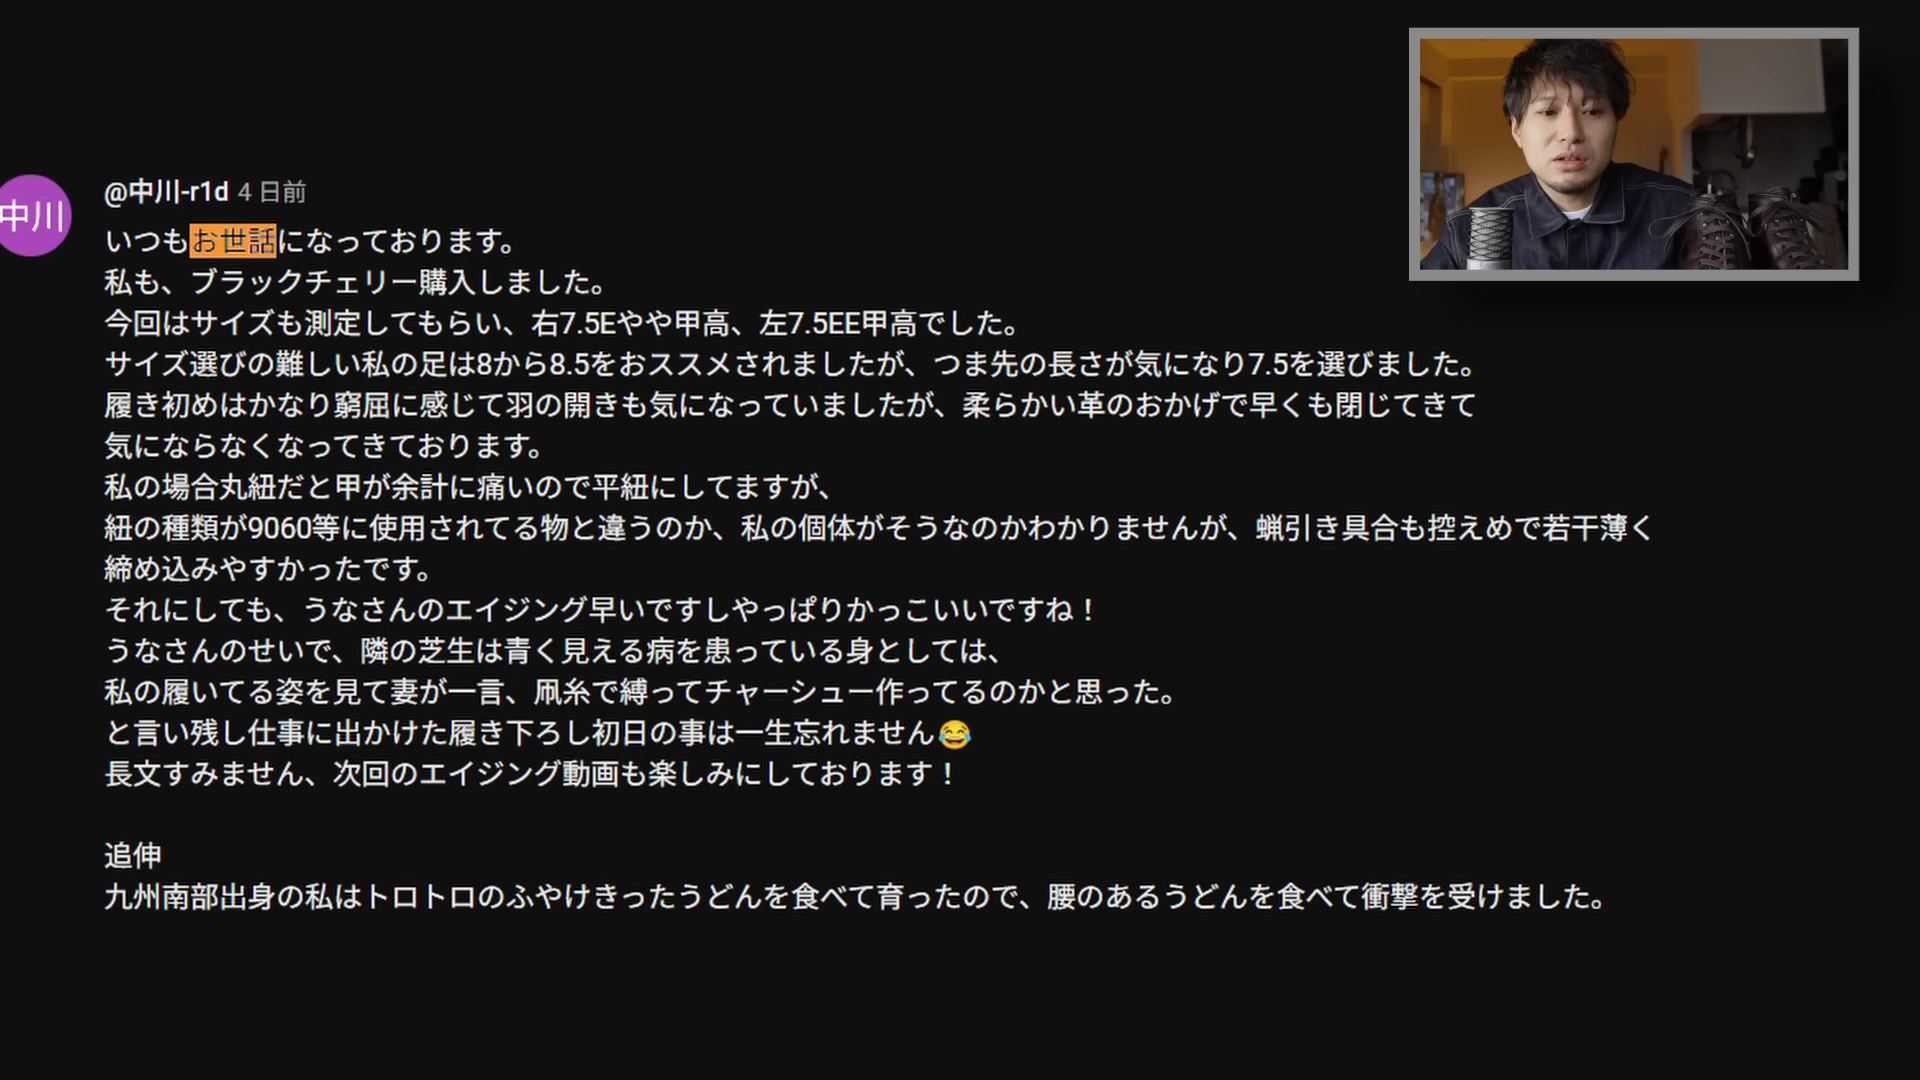 中川
@中川-r1d 4 日前
いつもお世話になっております。
私も、ブラックチェリー購入しました。
今回はサイズも測定してもらい、右7.5Eやや甲高、左7.5EE甲高でした。
サイズ選びの難しい私の足は8から8.5をおススメされましたが、つま先の長さが気になり7.5を選びました。
履き初めはかなり窮屈に感じて羽の開きも気になっていましたが、柔らかい革のおかげで早くも閉じてきて
気にならなくなってきております。
私の場合丸紐だと甲が余計に痛いので平紐にしてますが、
紐の種類が9060等に使用されてる物と違うのか、私の個体がそうなのかわかりませんが、蝋引き具合も控えめで若干薄く
締め込みやすかったです。
それにしても、うなさんのエイジング早いですしやっぱりかっこいいですね！
うなさんのせいで、隣の芝生は青く見える病を患っている身としては、
私の履いてる姿を見て妻が一言、凧糸で縛ってチャーシュー作ってるのかと思った。
と言い残し仕事に出かけた履き下ろし初日の事は一生忘れません😂
長文すみません、次回のエイジング動画も楽しみにしております！
追伸
九州南部出身の私はトロトロのふやけきったうどんを食べて育ったので、腰のあるうどんを食べて衝撃を受けました。